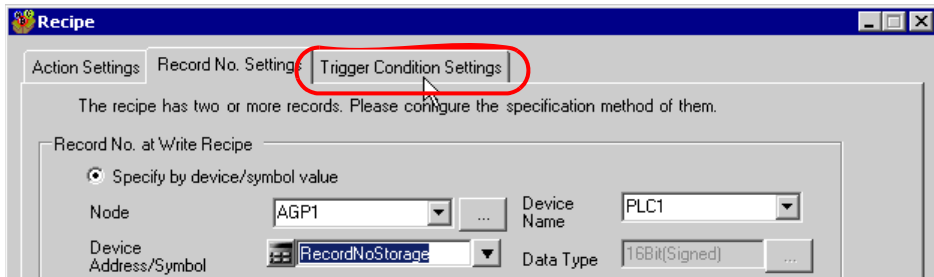 Recipe
Action Settings Record No. Settings Trigger Condition Settings
The recipe has two or more records. Please configure the specification method of them.
Record No. at Write Recipe
Specify by device/symbol value
Node AGP1 ... Device Name PLC1
Device Address/Symbol RecordNoStorage Data Type 16Bit(Signed) ...